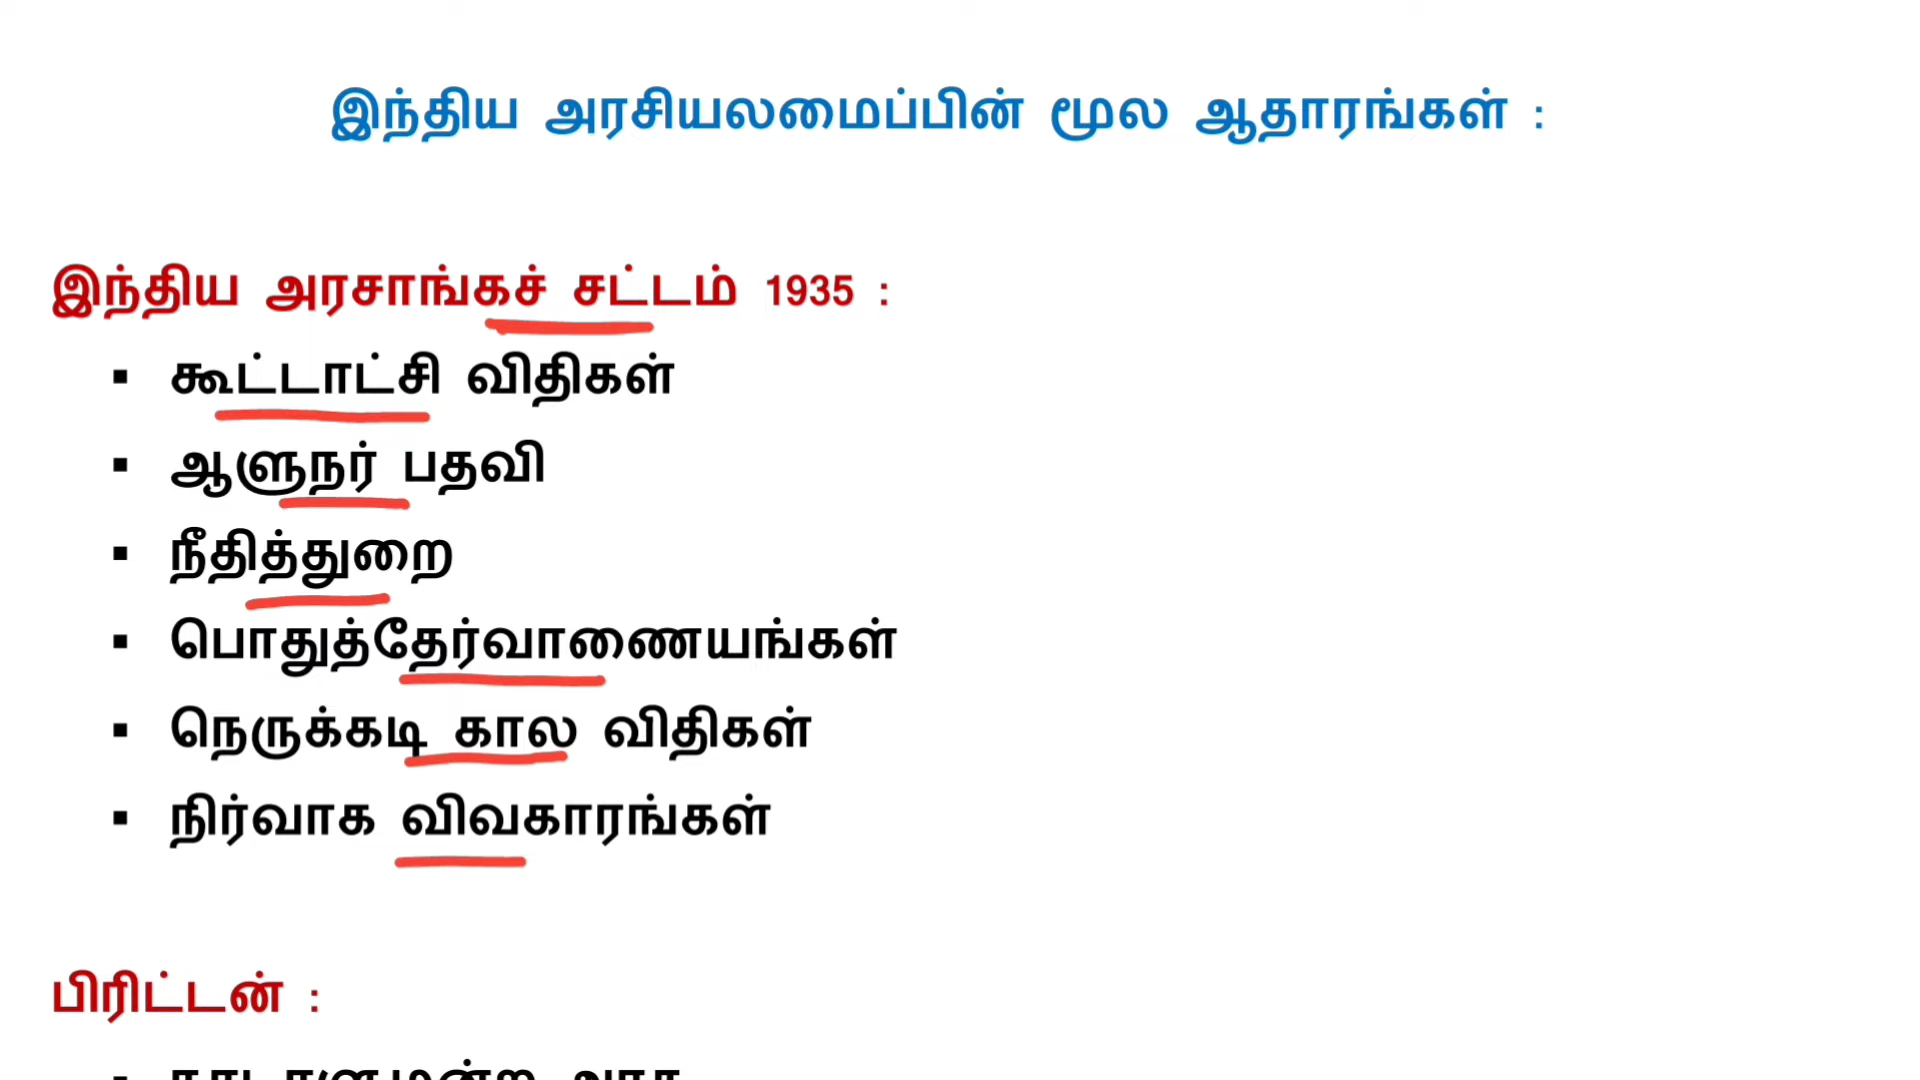 இந்திய அரசியலமைப்பின் மூல ஆதாரங்கள் :
இந்திய அரசாங்கச் சட்டம் 1935 :
▪ கூட்டாட்சி விதிகள்
▪ ஆளுநர் பதவி
▪ நீதித்துறை
▪ பொதுத்தேர்வாணையங்கள்
▪ நெருக்கடி கால விதிகள்
▪ நிர்வாக விவகாரங்கள்
பிரிட்டன் :